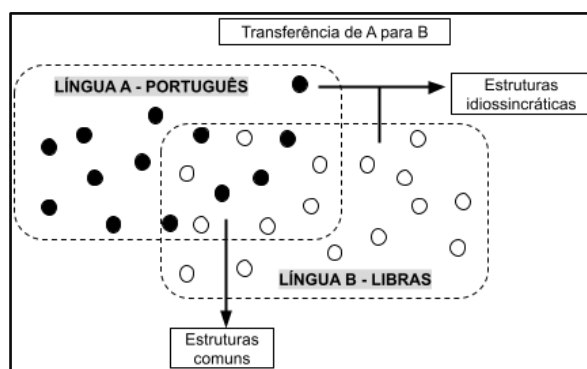 Transferência de A para B
LÍNGUA A - PORTUGUÊS
Estruturas
idiossincráticas
LÍNGUA B - LIBRAS
Estruturas
comuns